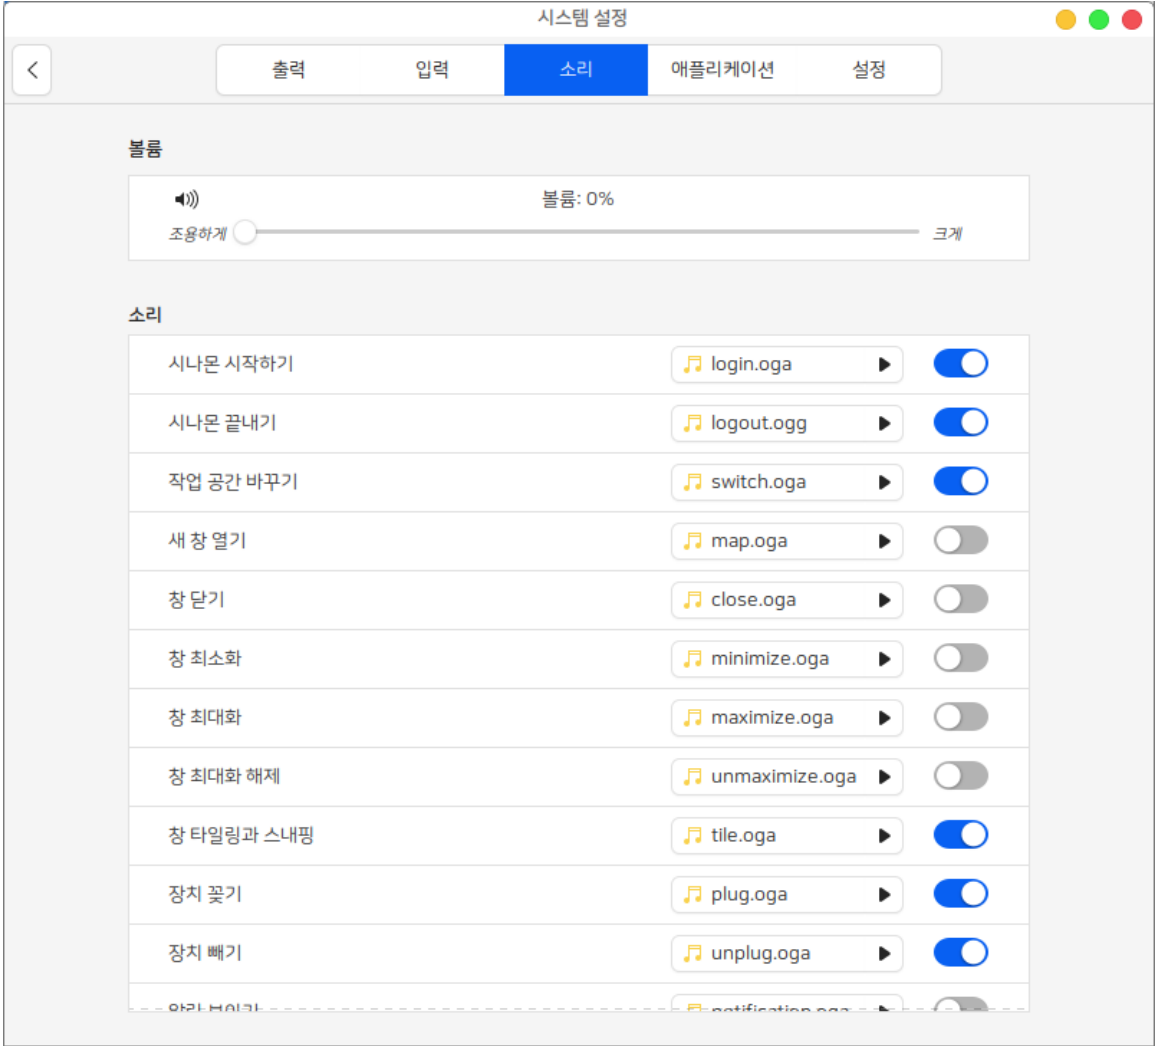 시스템 설정
출력 입력 소리 애플리케이션 설정
볼륨
볼륨: 0%
조용하게 크게
소리
시나몬 시작하기 login.oga
시나몬 끝내기 logout.ogg
작업 공간 바꾸기 switch.oga
새 창 열기 map.oga
창 닫기 close.oga
창 최소화 minimize.oga
창 최대화 maximize.oga
창 최대화 해제 unmaximize.oga
창 타일링과 스내핑 tile.oga
장치 꽂기 plug.oga
장치 빼기 unplug.oga
notification.oga